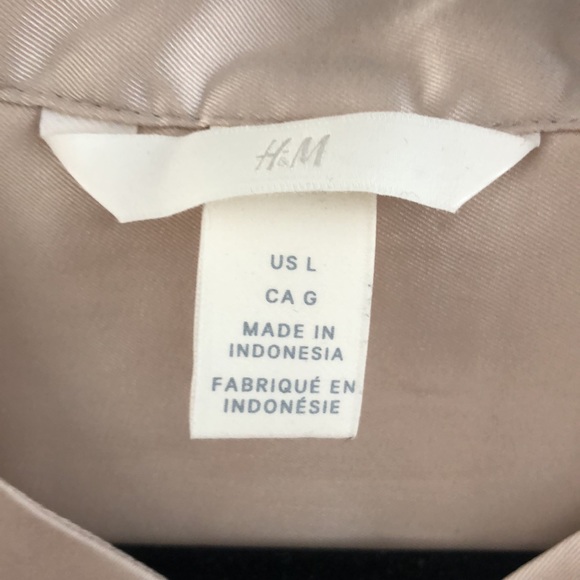 H&M
US L
CA G
MADE IN
INDONESIA
FABRIQUÉ EN
INDONÉSIE